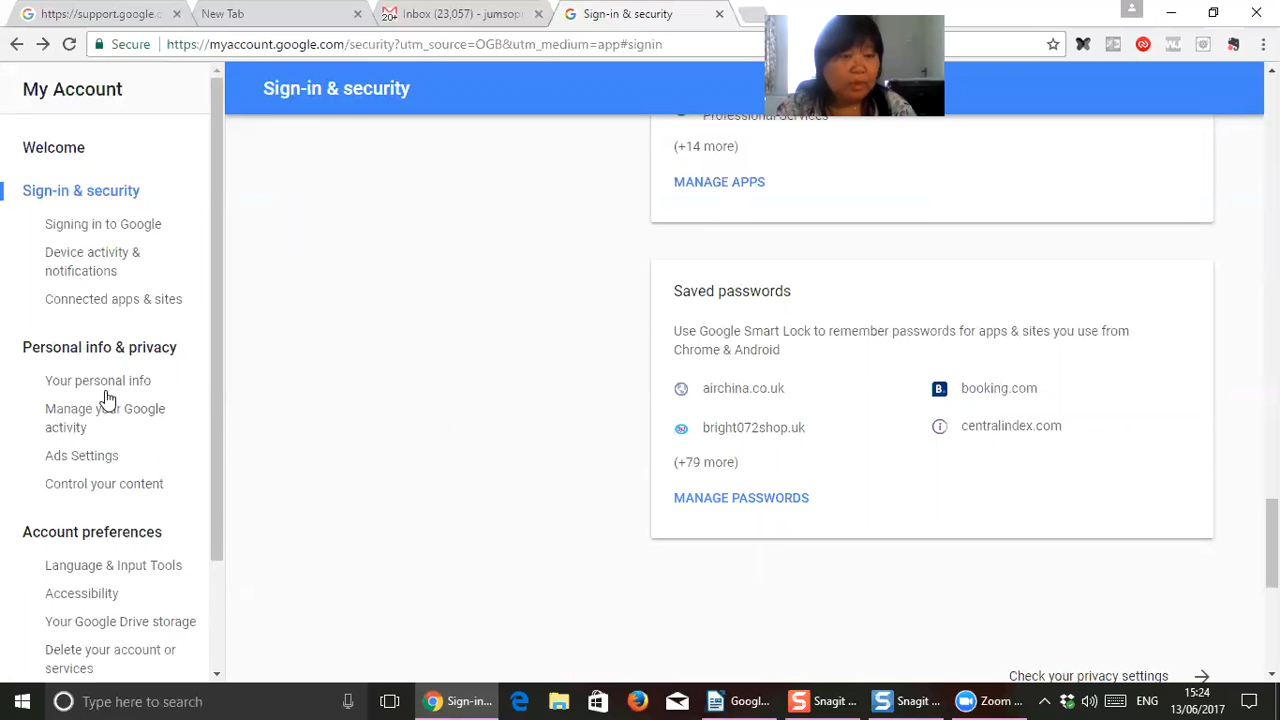 https://support.google.c...
New Tab
20+
Inbox (23,057) - jumsop...
Sign-in & security
Secure
https://myaccount.google.com/security?utm_source=OGB&utm_medium=app#signin
My Account
Sign-in & security
Welcome
Sign-in & security
Signing in to Google
Device activity &
notifications
Connected apps & sites
Personal info & privacy
Your personal info
Manage your Google
activity
Ads Settings
Control your content
Account preferences
Language & Input Tools
Accessibility
Your Google Drive storage
Delete your account or
services
Professional Services
(+14 more)
MANAGE APPS
Saved passwords
Use Google Smart Lock to remember passwords for apps & sites you use from
Chrome & Android
airchina.co.uk
B. booking.com
bright072shop.uk
centralindex.com
(+79 more)
MANAGE PASSWORDS
Check your privacy settings
Type here to search
Sign-in...
Googl...
S Snagit ...
S Snagit ...
Zoom ...
ENG
15:24
13/06/2017